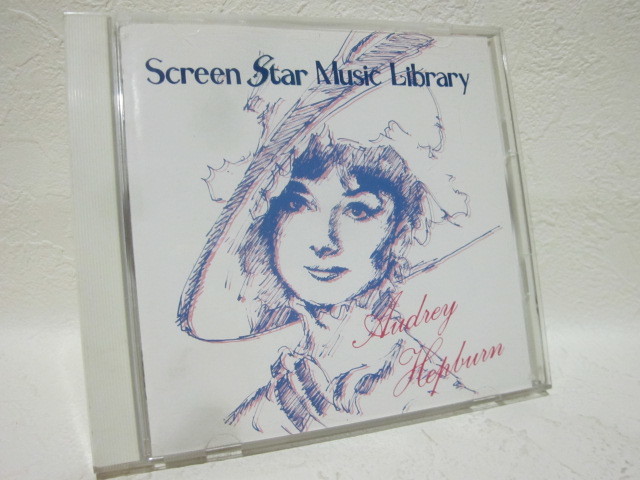 Screen Star Music Library
Audrey
Hepburn